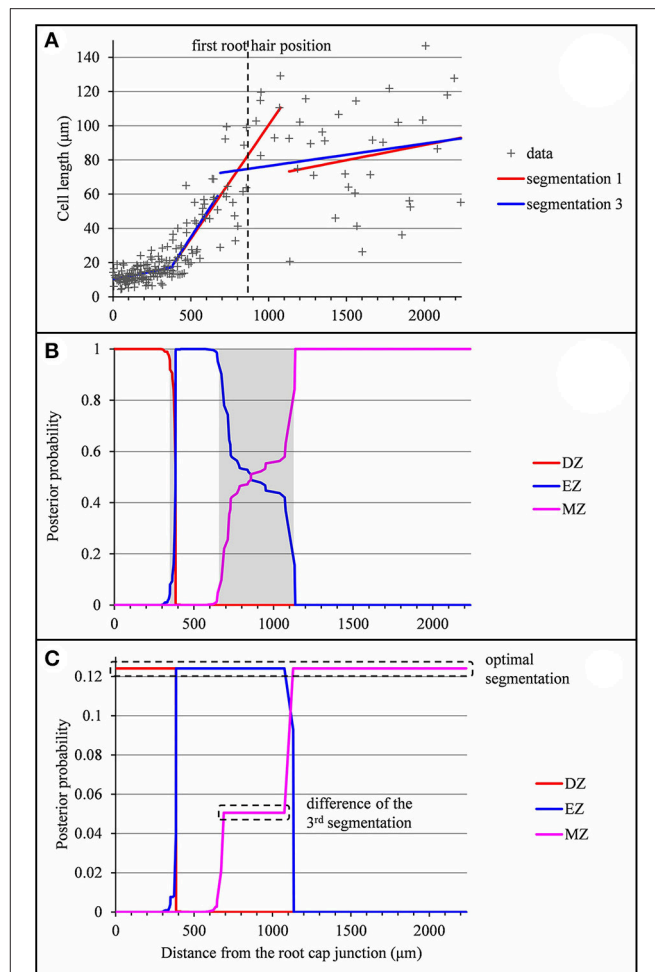 A
first root hair position
140
120
100
80
60
40
20
0
Cell length (µm)
0 500 1000 1500 2000
data
segmentation 1
segmentation 3
B
1
0.8
0.6
0.4
0.2
0
Posterior probability
0 500 1000 1500 2000
DZ
EZ
MZ
C
0.12
0.1
0.08
0.06
0.04
0.02
0
Posterior probability
optimal
segmentation
difference of the
3rd segmentation
DZ
EZ
MZ
0 500 1000 1500 2000
Distance from the root cap junction (µm)